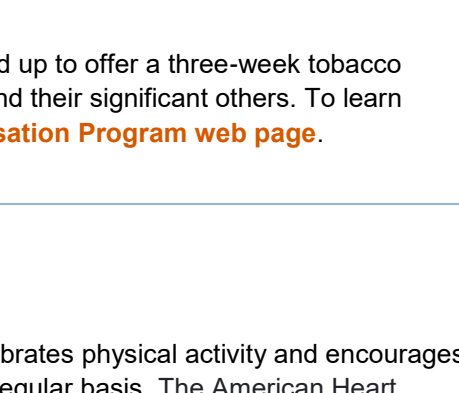 d up to offer a three-week tobacco
nd their significant others. To learn
sation Program web page.
brates physical activity and encourages
egular basis. The American Heart